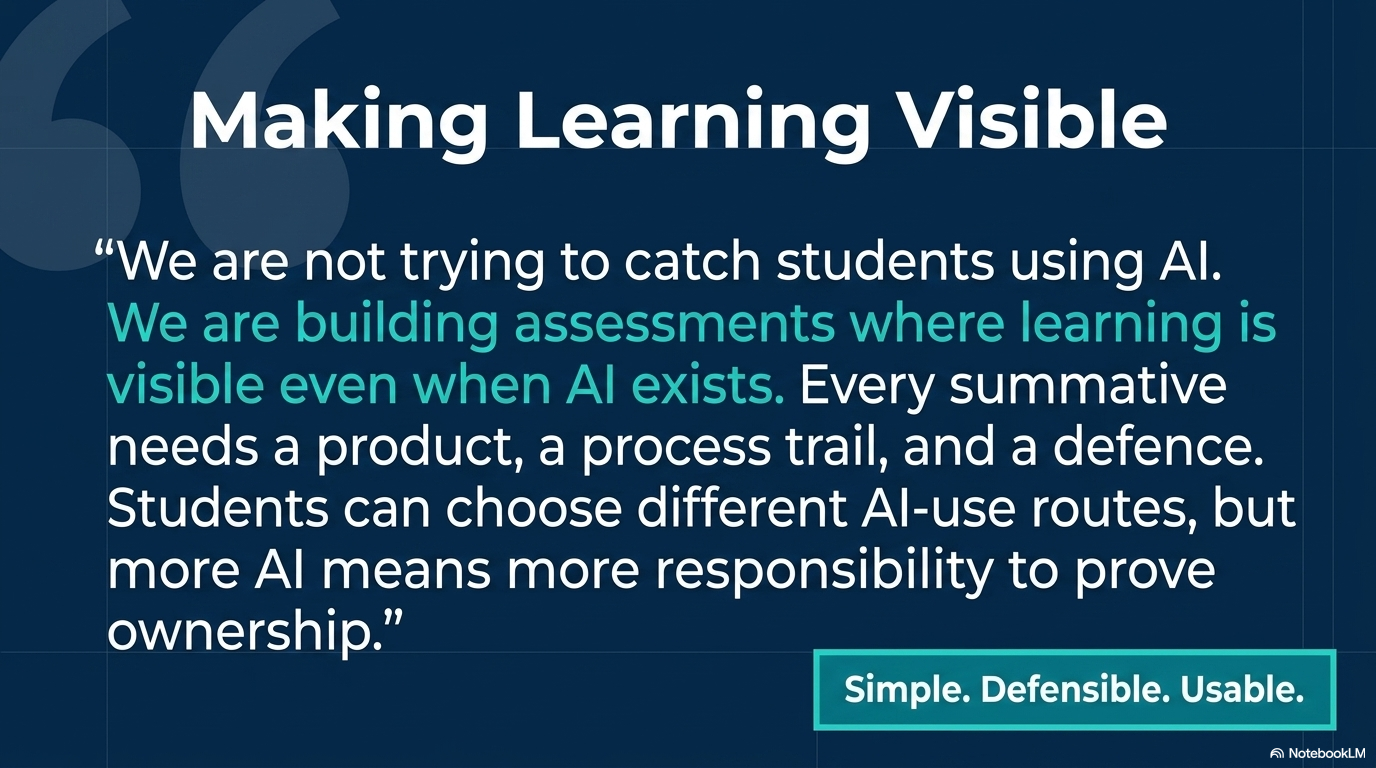 Making Learning Visible
“We are not trying to catch students using AI.
We are building assessments where learning is
visible even when AI exists. Every summative
needs a product, a process trail, and a defence.
Students can choose different AI-use routes, but
more AI means more responsibility to prove
ownership.”
Simple. Defensible. Usable.
NotebookLM